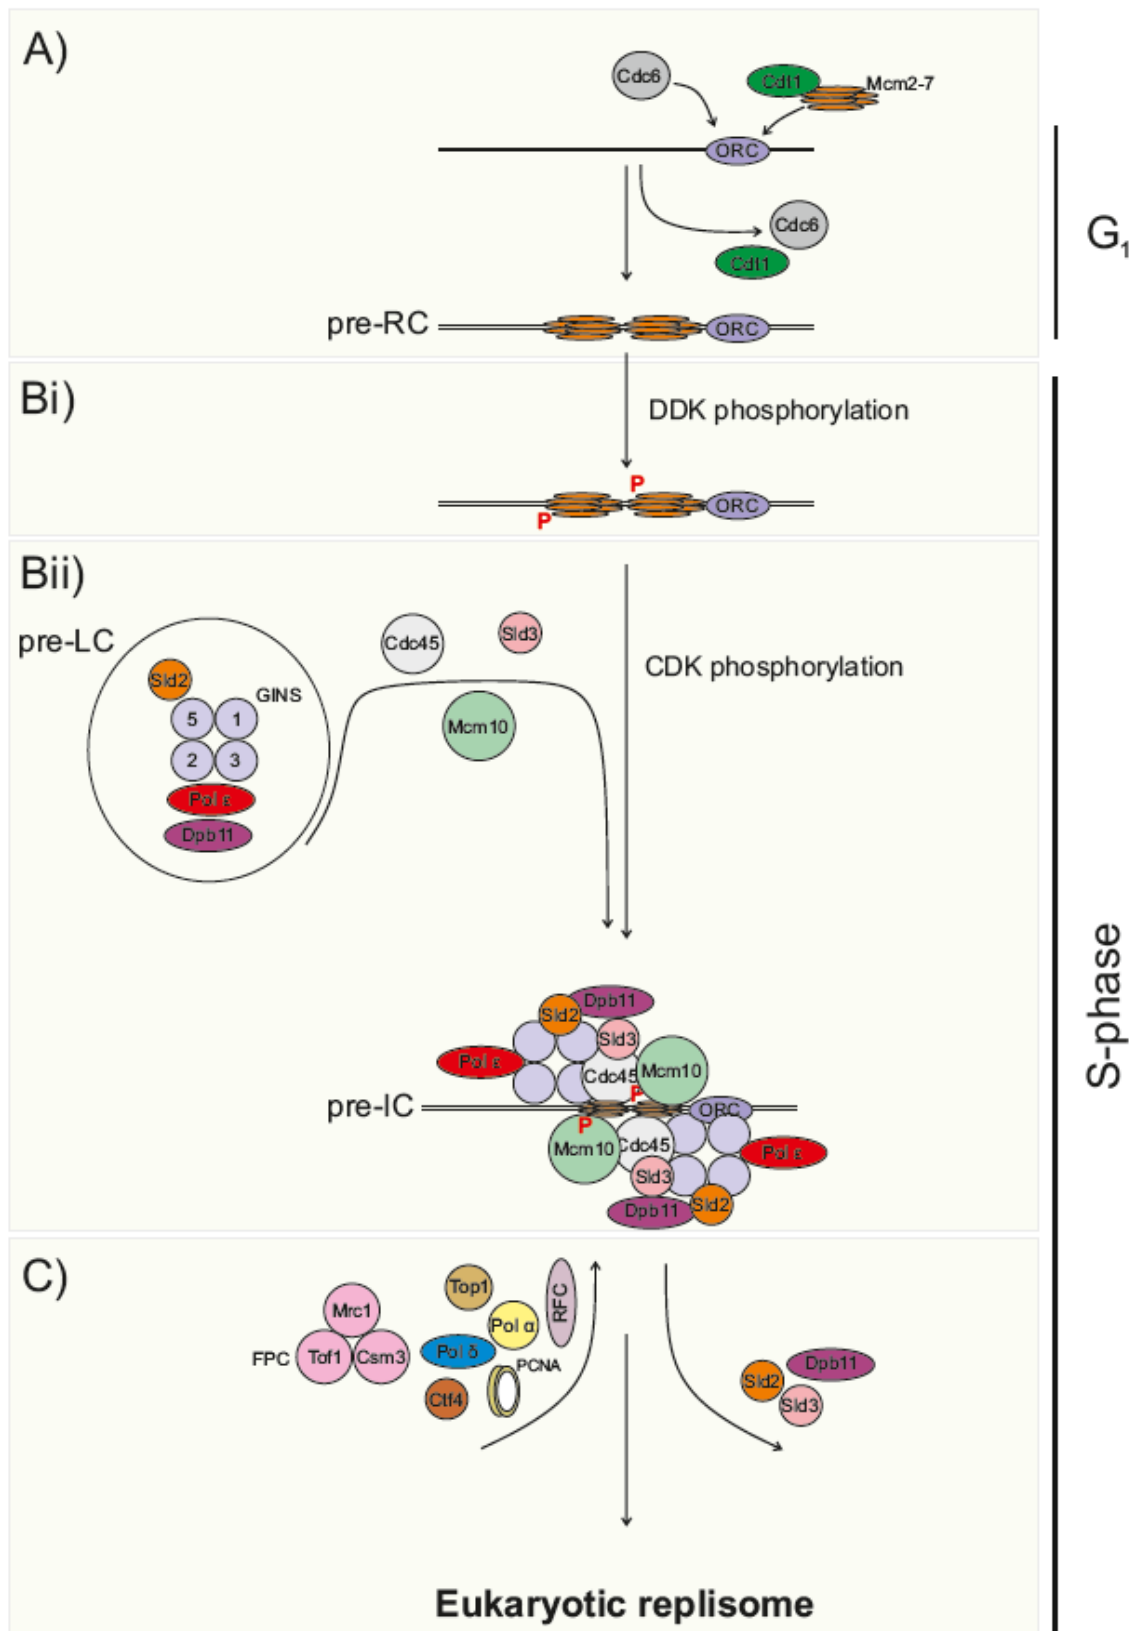 A)
Cdc6
Cdt1
Mcm2-7
ORC
G1
Cdc6
Cdt1
pre-RC
ORC
Bi)
DDK phosphorylation
P
ORC
P
Bii)
pre-LC
Cdc45
Sld3
CDK phosphorylation
Sld2
GINS
5 1
Mcm10
2 3
Pol ε
Dpb11
S-phase
Dpb11
Sld2
Sld3
Pol ε
Cdc45
Mcm10
P
pre-IC
ORC
P
Mcm10
Cdc45
Pol ε
Sld3
Dpb11
Sld2
C)
Top1
RFC
Mrc1
Pol α
FPC
Tof1
Csm3
Pol δ
PCNA
Ctf4
Dpb11
Sld2
Sld3
Eukaryotic replisome